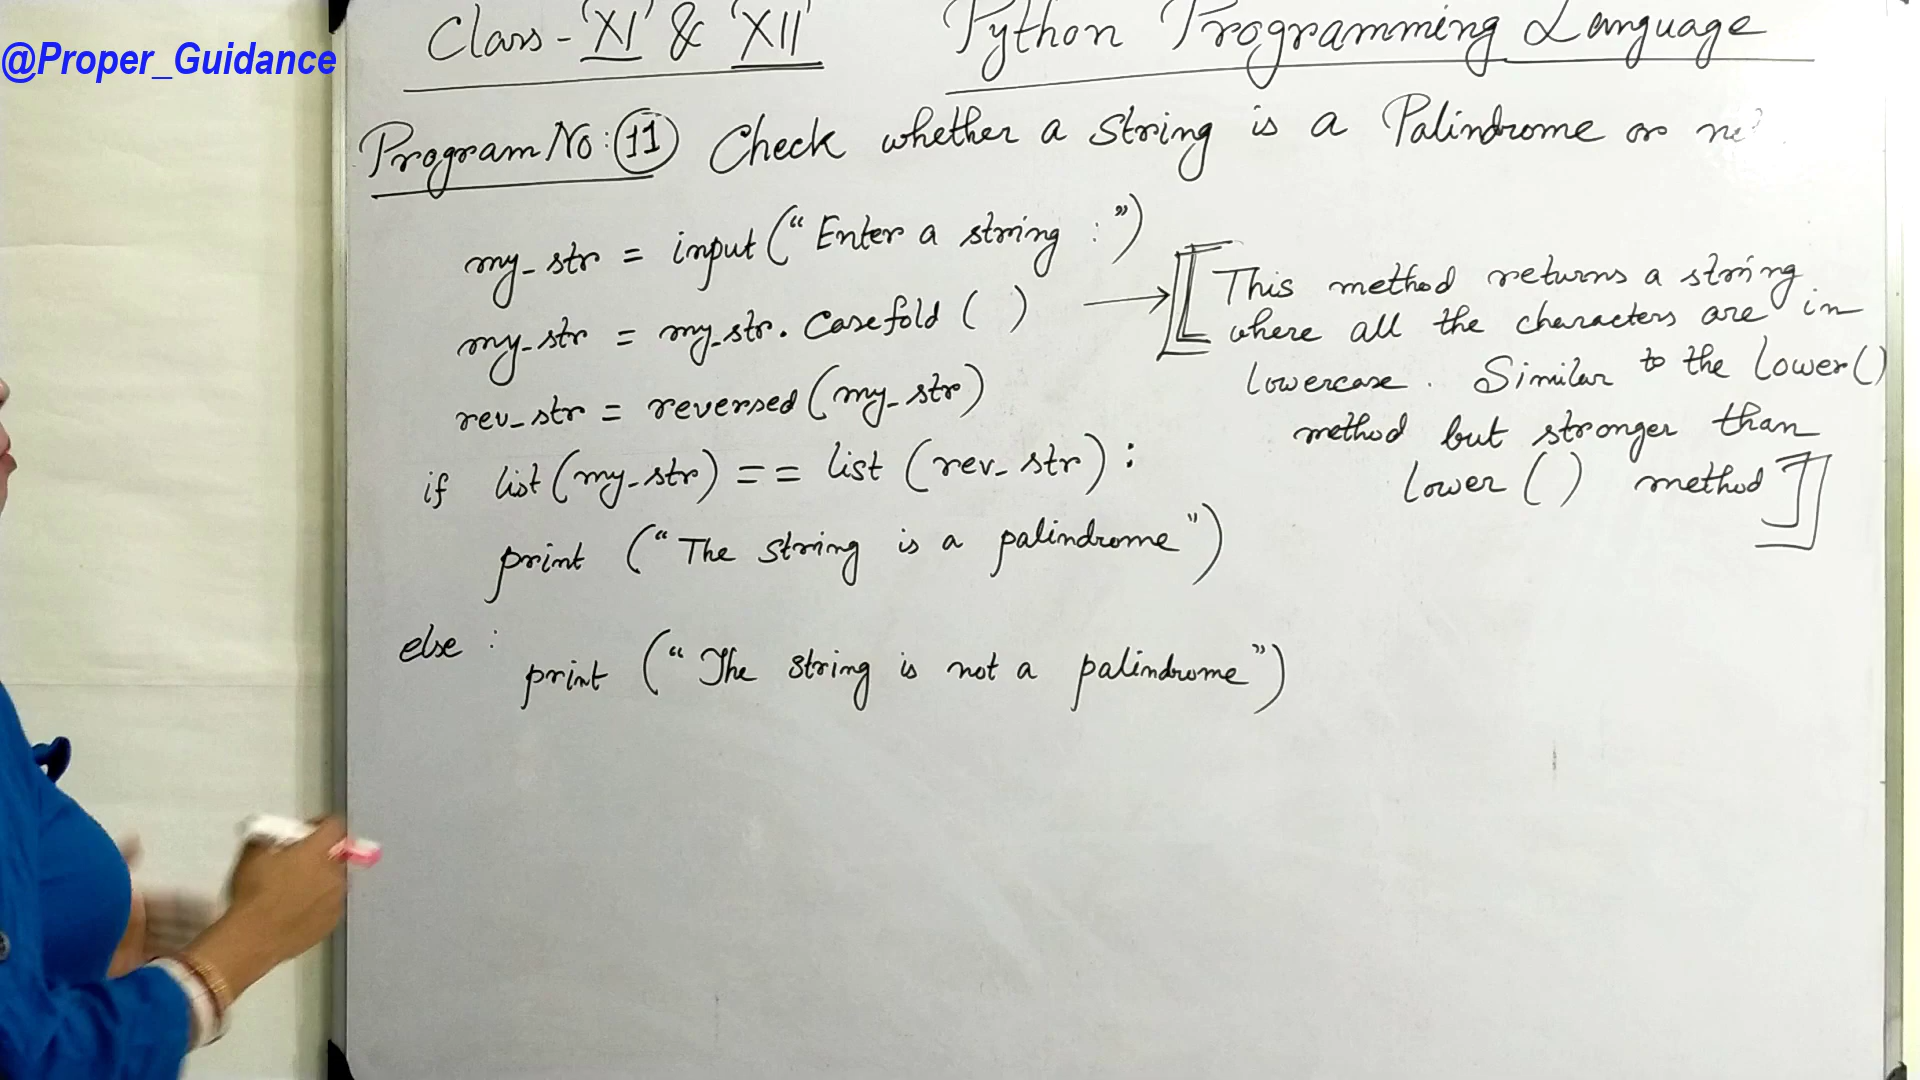 @Proper_Guidance
Class - 'XI' & 'XII' Python Programming Language
Program No: 11 Check whether a string is a Palindrome or
my_str = input("Enter a string :")
my_str = my_str.casefold ( )
rev_str = reversed (my_str)
if list (my_str) == list (rev_str) :
print ("The string is a palindrome")
else :
print ("The string is not a palindrome")
This method returns a string
where all the characters are in
lowercase. Similar to the lower()
method but stronger than
lower ( ) method